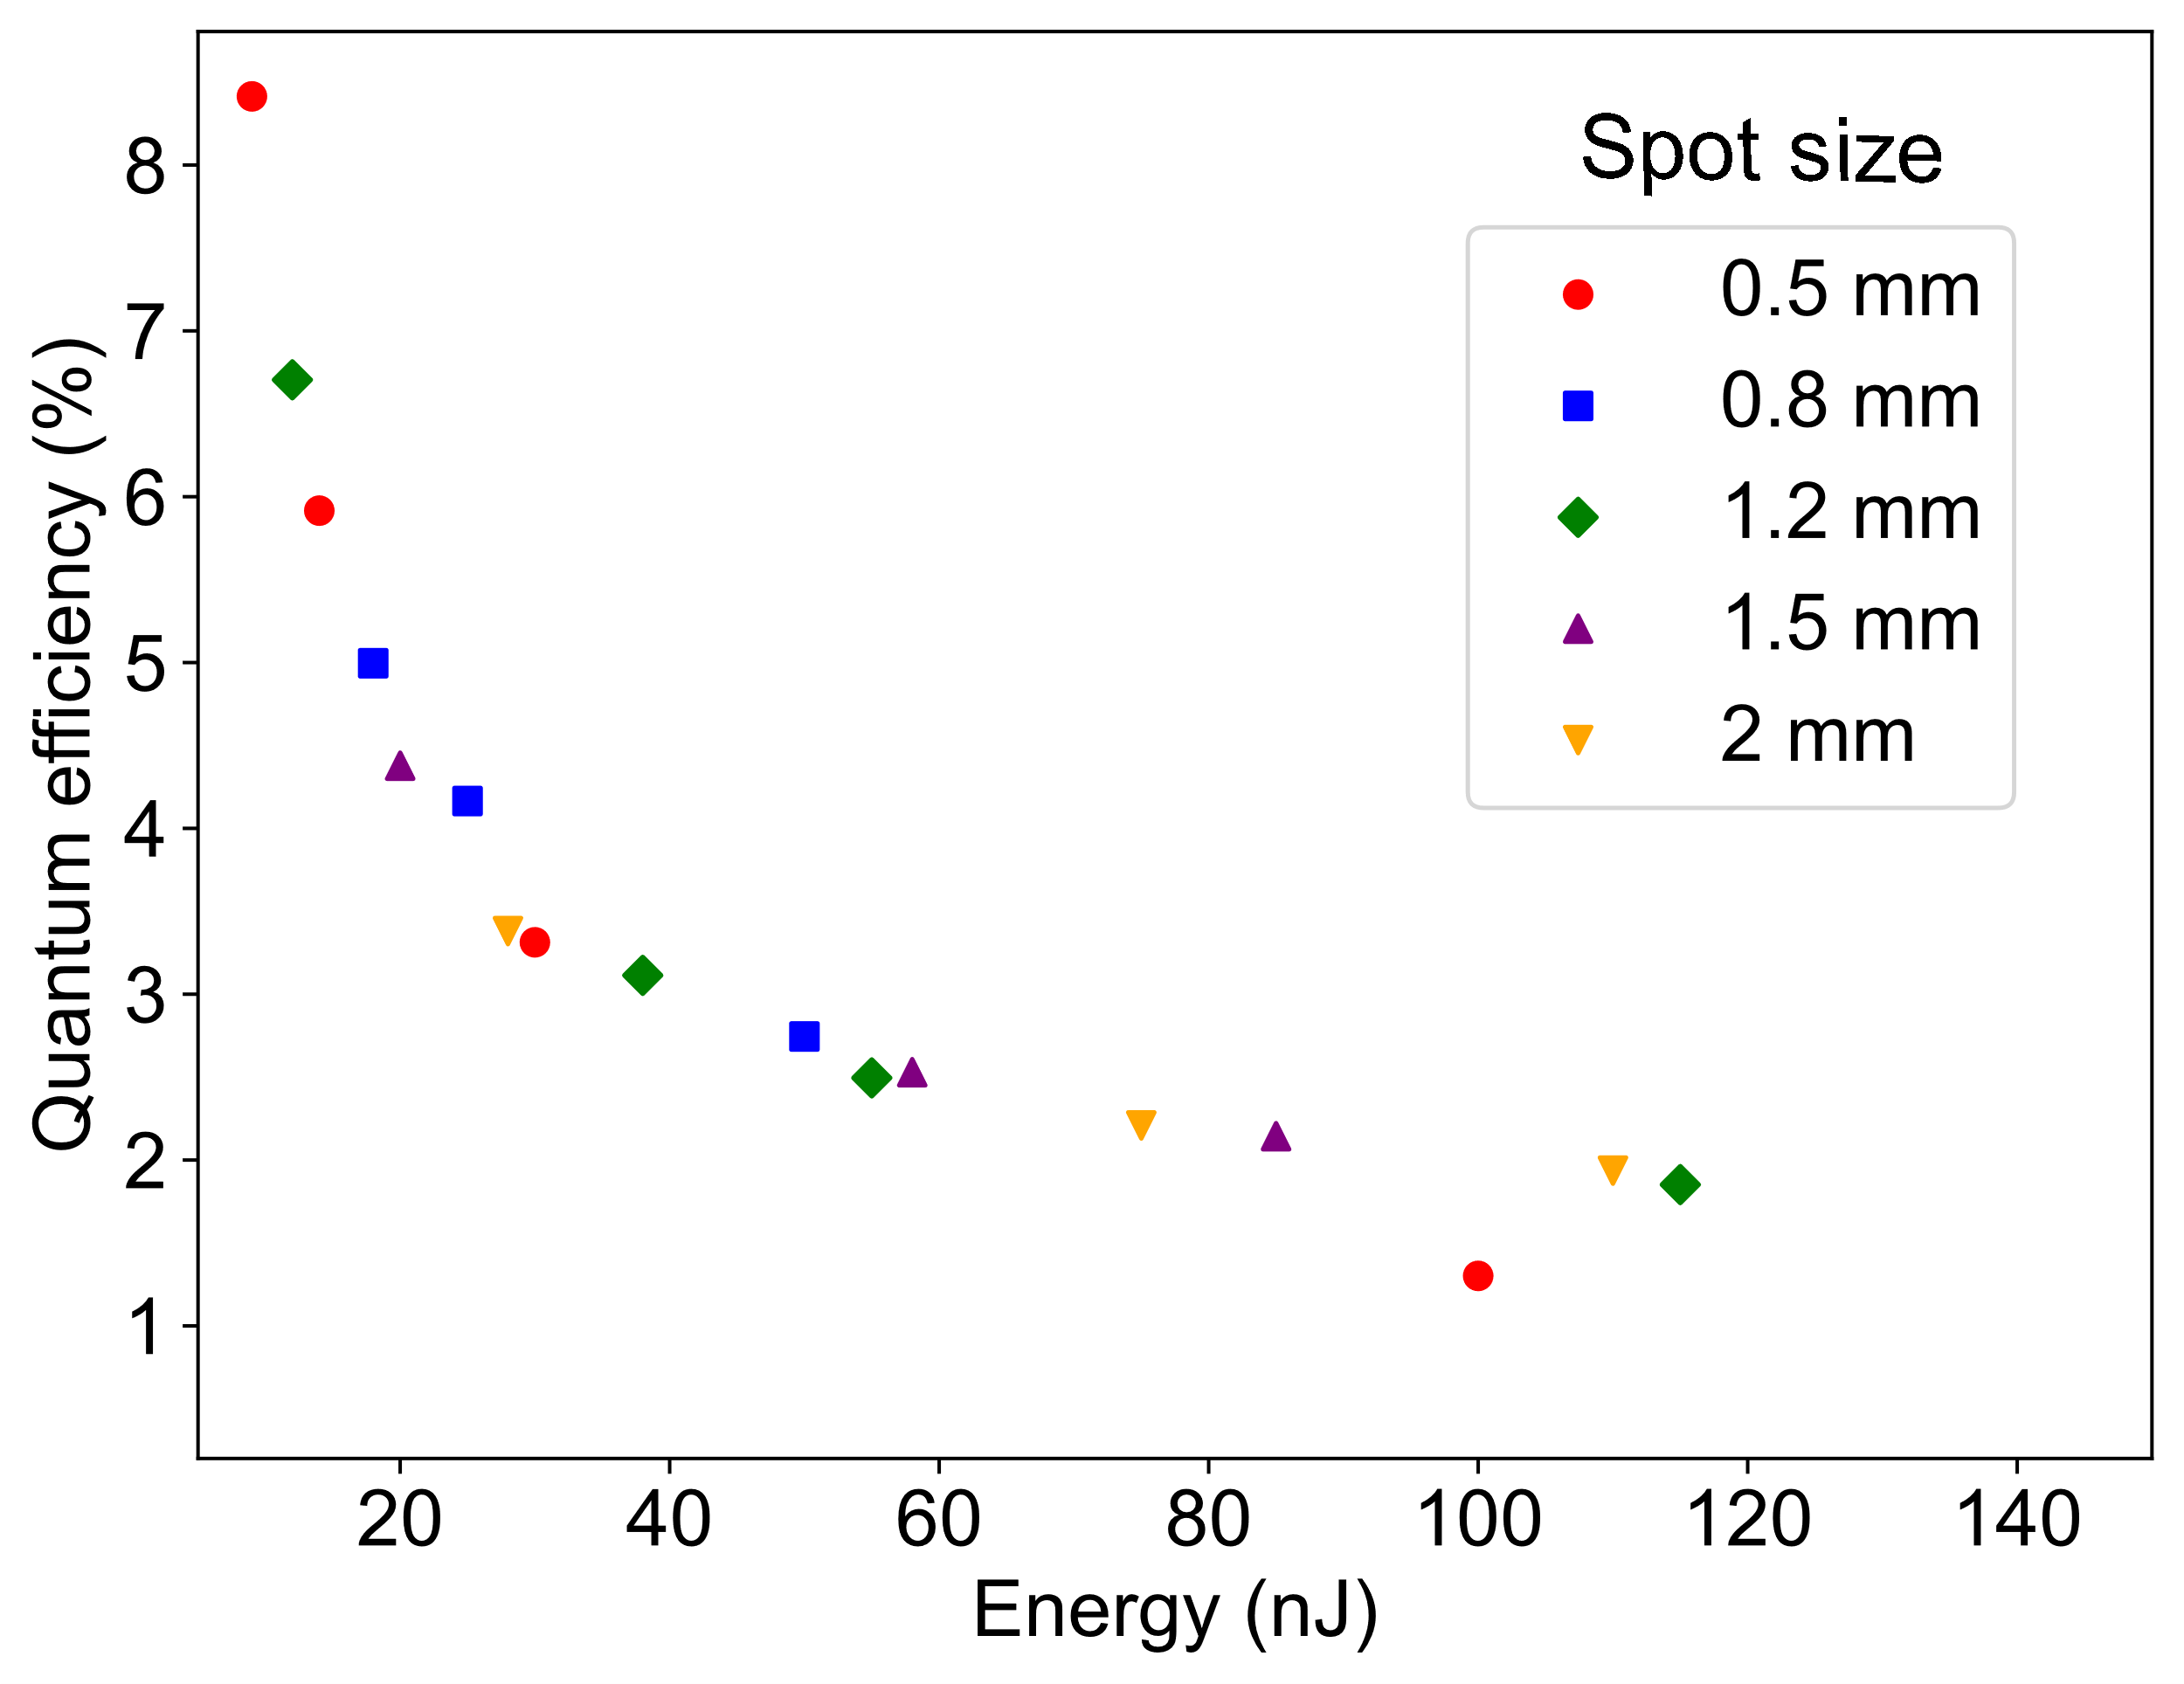 Spot size
0.5 mm
0.8 mm
1.2 mm
1.5 mm
2 mm
Quantum efficiency (%)
8
7
6
5
4
3
2
1
20 40 60 80 100 120 140
Energy (nJ)